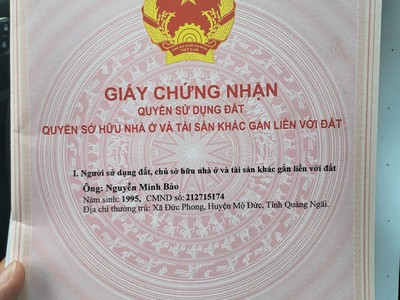 GIẤY CHỨNG NHẬN
QUYỀN SỬ DỤNG ĐẤT
QUYỀN SỞ HỮU NHÀ Ở VÀ TÀI SẢN KHÁC GẮN LIỀN VỚI ĐẤT
I. Người sử dụng đất, chủ sở hữu nhà ở và tài sản khác gắn liền với đất
Ông: Nguyễn Minh Bảo
Năm sinh: 1995, CMND số: 212715174
Địa chỉ thường trú: Xã Đức Phong, Huyện Mộ Đức, Tỉnh Quảng Ngãi.